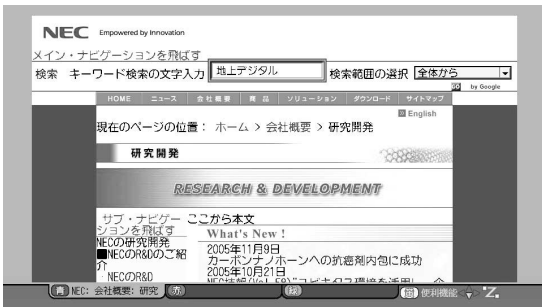 NEC Empowered by Innovation
メイン・ナビゲーションを飛ばす
検索 キーワード検索の文字入力 地上デジタル 検索範囲の選択 全体から
GO by Google
HOME ニュース 会社概要 商品 ソリューション ダウンロード サイトマップ
English
現在のページの位置: ホーム > 会社概要 > 研究開発
研究開発
RESEARCH & DEVELOPMENT
サブ・ナビゲーションを飛ばす
ここから本文
What's New !
NECの研究開発
■NECのR&Dのご紹介
・NECのR&D
2005年11月9日
カーボンナノホーンへの抗癌剤内包に成功
2005年10月21日
青 NEC: 会社概要: 研究 赤 緑 黄 便利機能